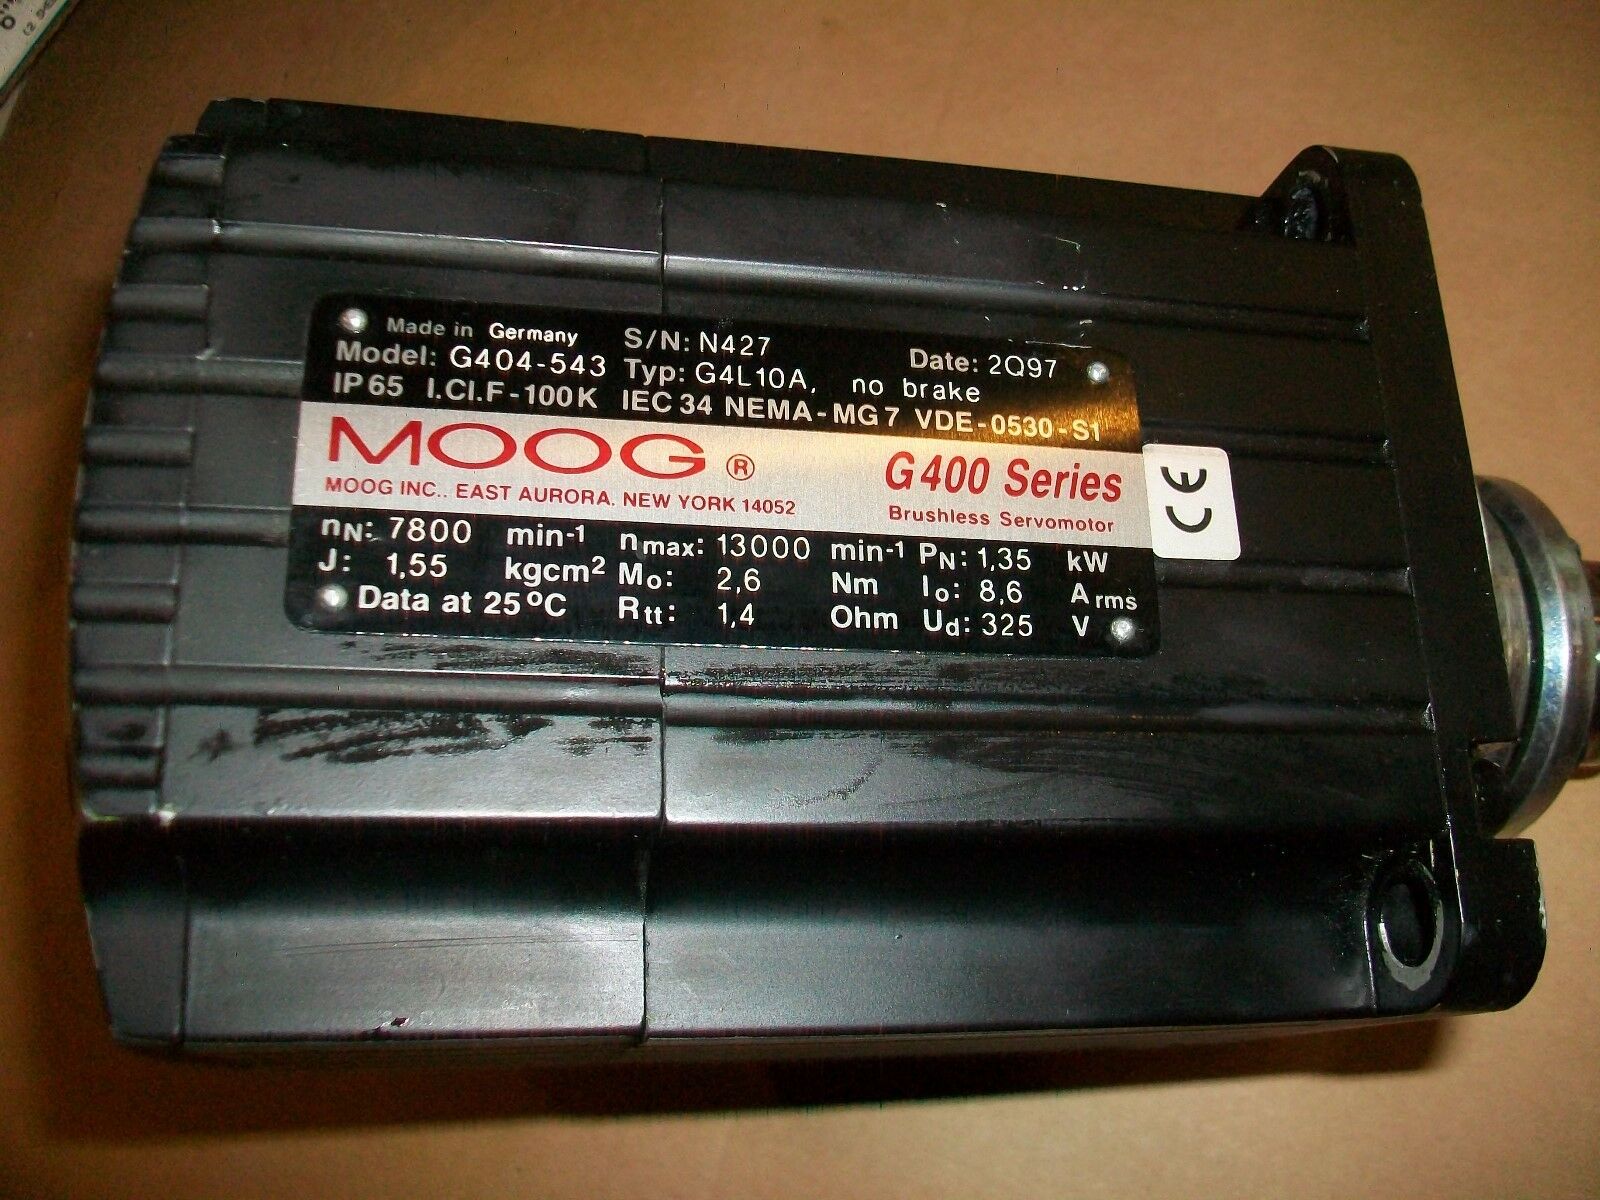 Made in Germany S/N: N427 Date: 2Q97
Model: G404-543 Typ: G4L10A, no brake
IP65 I.Cl.F-100K IEC 34 NEMA-MG7 VDE-0530-S1
MOOG ® G400 Series
MOOG INC.. EAST AURORA. NEW YORK 14052 Brushless Servomotor
CE
nN: 7800 min-1 nmax: 13000 min-1 PN: 1,35 kW
J: 1,55 kgcm2 Mo: 2,6 Nm Io: 8,6 Arms
Data at 25°C Rtt: 1,4 Ohm Ud: 325 V